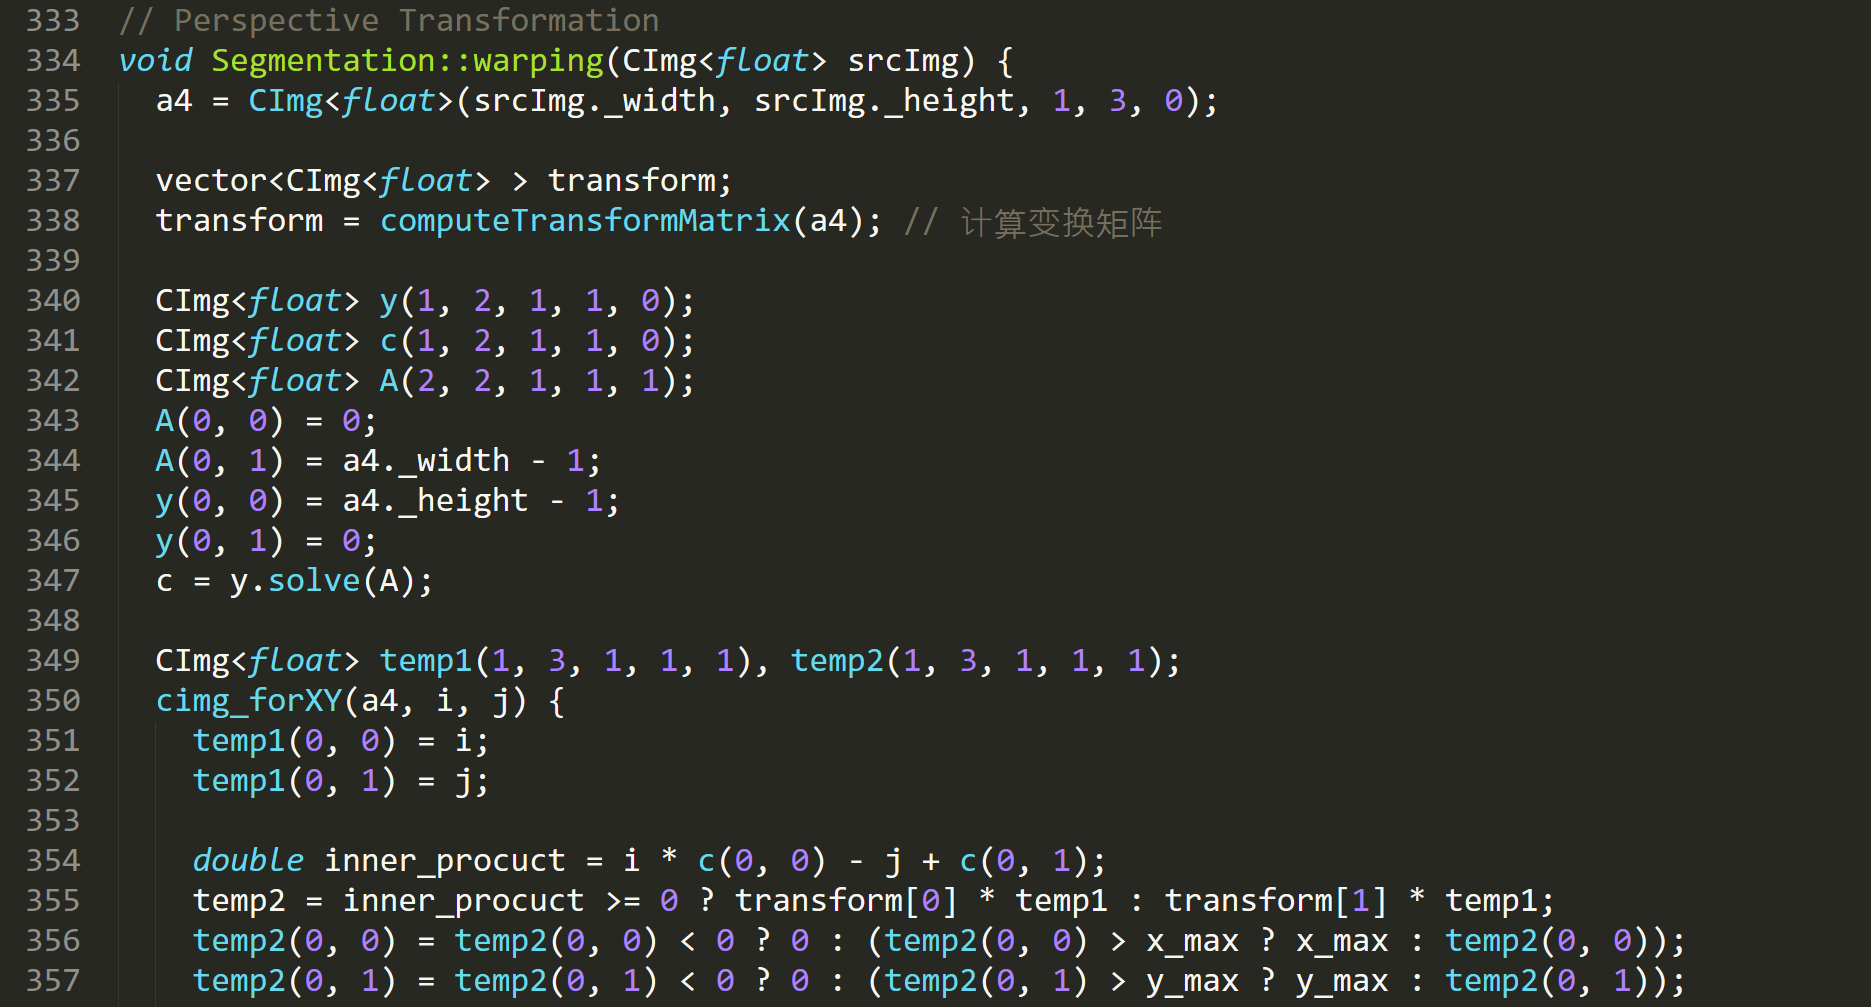 333 // Perspective Transformation
334 void Segmentation::warping(CImg<float> srcImg) {
335 a4 = CImg<float>(srcImg._width, srcImg._height, 1, 3, 0);
336
337 vector<CImg<float> > transform;
338 transform = computeTransformMatrix(a4); // 计算变换矩阵
339
340 CImg<float> y(1, 2, 1, 1, 0);
341 CImg<float> c(1, 2, 1, 1, 0);
342 CImg<float> A(2, 2, 1, 1, 1);
343 A(0, 0) = 0;
344 A(0, 1) = a4._width - 1;
345 y(0, 0) = a4._height - 1;
346 y(0, 1) = 0;
347 c = y.solve(A);
348
349 CImg<float> temp1(1, 3, 1, 1, 1), temp2(1, 3, 1, 1, 1);
350 cimg_forXY(a4, i, j) {
351 temp1(0, 0) = i;
352 temp1(0, 1) = j;
353
354 double inner_procuct = i * c(0, 0) - j + c(0, 1);
355 temp2 = inner_procuct >= 0 ? transform[0] * temp1 : transform[1] * temp1;
356 temp2(0, 0) = temp2(0, 0) < 0 ? 0 : (temp2(0, 0) > x_max ? x_max : temp2(0, 0));
357 temp2(0, 1) = temp2(0, 1) < 0 ? 0 : (temp2(0, 1) > y_max ? y_max : temp2(0, 1));